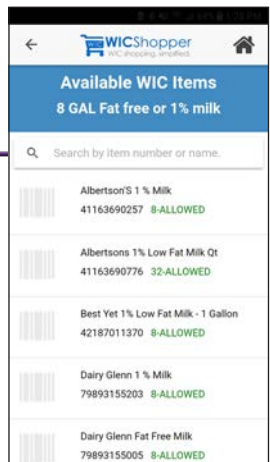 WICShopper
WIC shopping, simplified.
Available WIC Items
8 GAL Fat free or 1% milk
Search by item number or name.
Albertson'S 1 % Milk
41163690257 8-ALLOWED
Albertsons 1% Low Fat Milk Qt
41163690776 32-ALLOWED
Best Yet 1% Low Fat Milk - 1 Gallon
42187011370 8-ALLOWED
Dairy Glenn 1 % Milk
79893155203 8-ALLOWED
Dairy Glenn Fat Free Milk
79893155005 8-ALLOWED